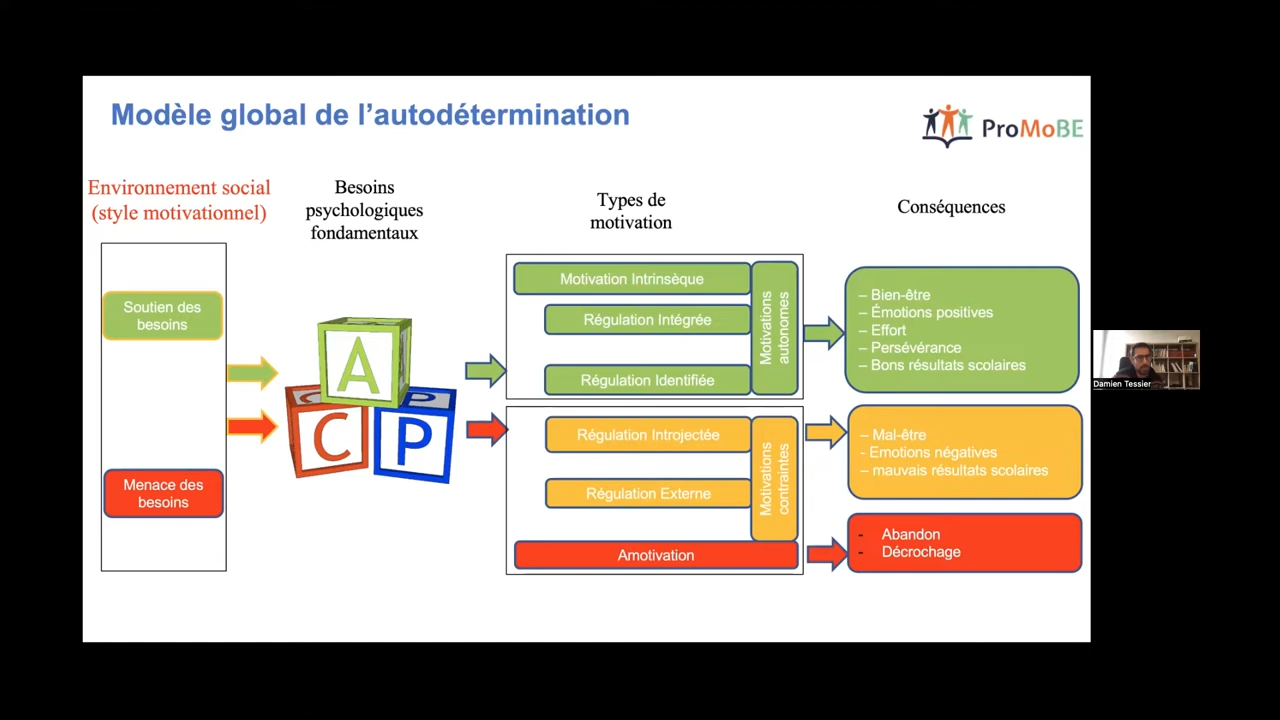 Modèle global de l'autodétermination
ProMoBE
Environnement social
(style motivationnel)
Besoins
psychologiques
fondamentaux
Types de
motivation
Conséquences
Soutien des
besoins
Menace des
besoins
A
C
P
P
C
Motivation Intrinsèque
Régulation Intégrée
Régulation Identifiée
Motivations
autonomes
Régulation Introjectée
Régulation Externe
Motivations
contraintes
Amotivation
– Bien-être
– Émotions positives
– Effort
– Persévérance
– Bons résultats scolaires
– Mal-être
- Emotions négatives
– mauvais résultats scolaires
- Abandon
- Décrochage
Damien Tessier